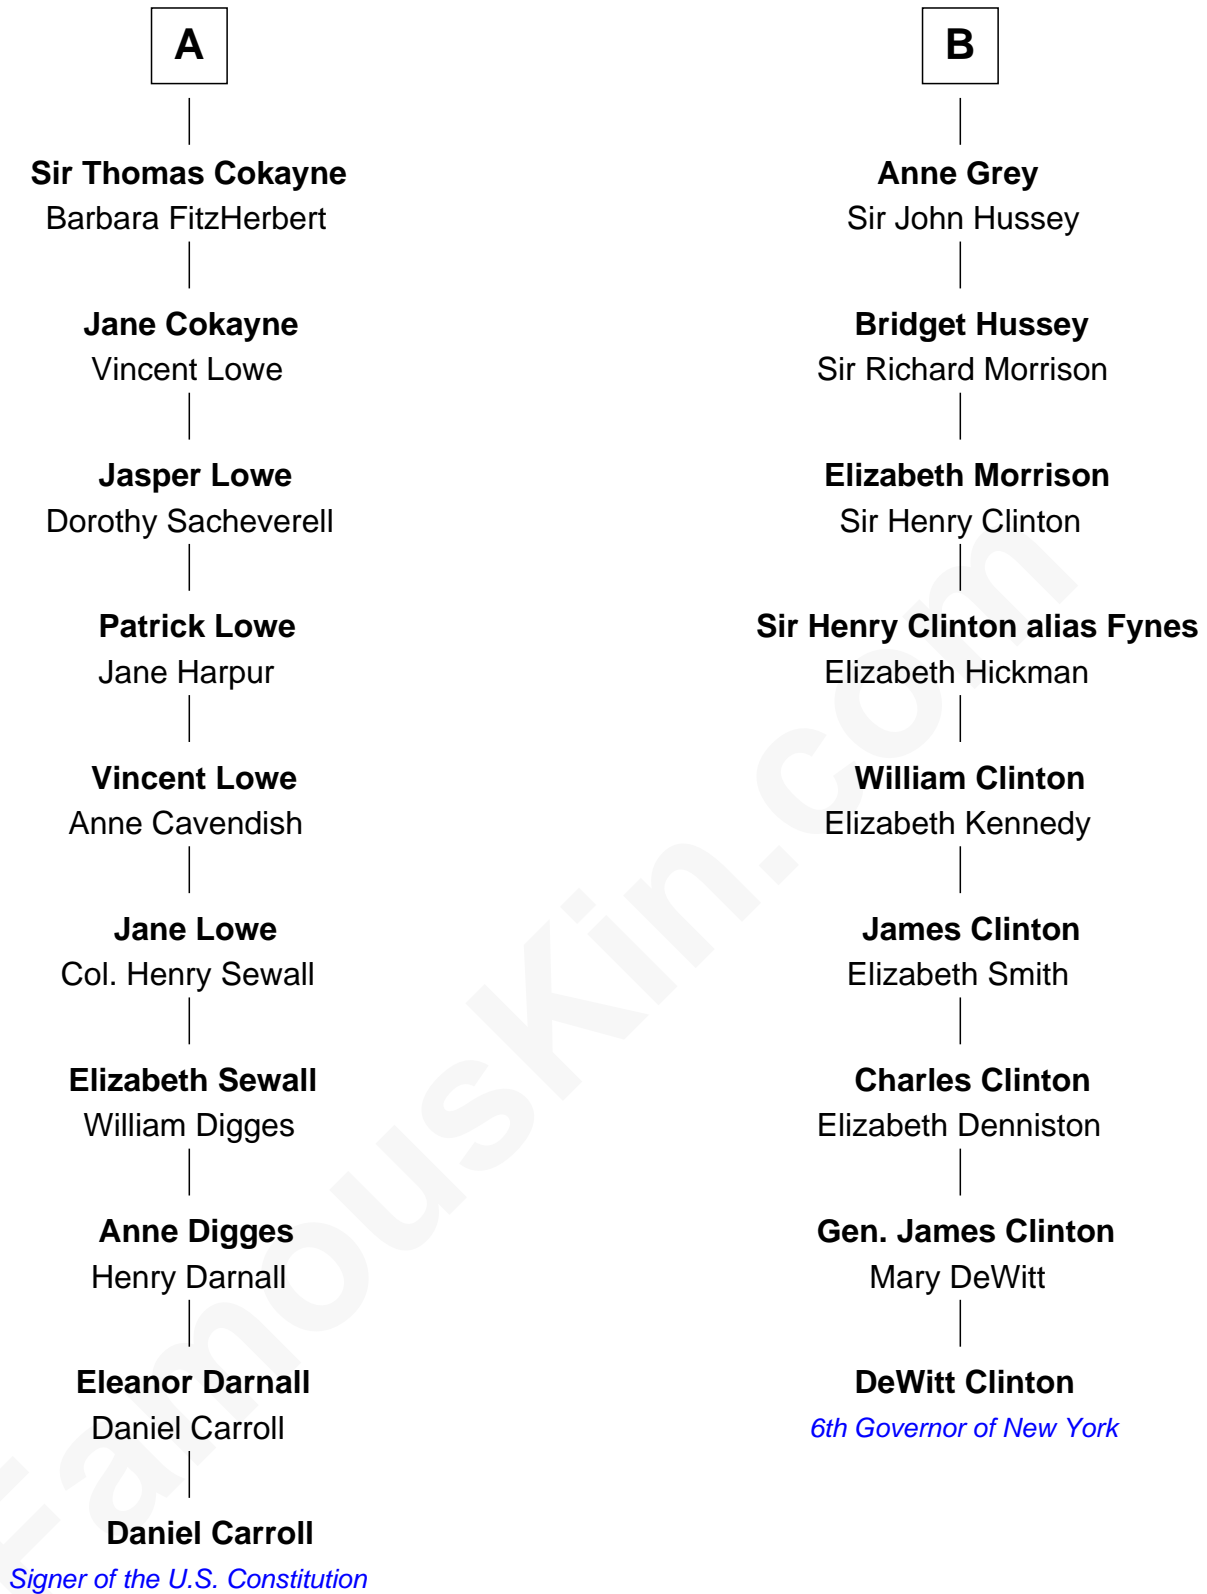 A
Sir Thomas Cokayne
Barbara FitzHerbert
Jane Cokayne
Vincent Lowe
Jasper Lowe
Dorothy Sacheverell
Patrick Lowe
Jane Harpur
Vincent Lowe
Anne Cavendish
Jane Lowe
Col. Henry Sewall
Elizabeth Sewall
William Digges
Anne Digges
Henry Darnall
Eleanor Darnall
Daniel Carroll
Daniel Carroll
Signer of the U.S. Constitution
B
Anne Grey
Sir John Hussey
Bridget Hussey
Sir Richard Morrison
Elizabeth Morrison
Sir Henry Clinton
Sir Henry Clinton alias Fynes
Elizabeth Hickman
William Clinton
Elizabeth Kennedy
James Clinton
Elizabeth Smith
Charles Clinton
Elizabeth Denniston
Gen. James Clinton
Mary DeWitt
DeWitt Clinton
6th Governor of New York
FamousKin.com